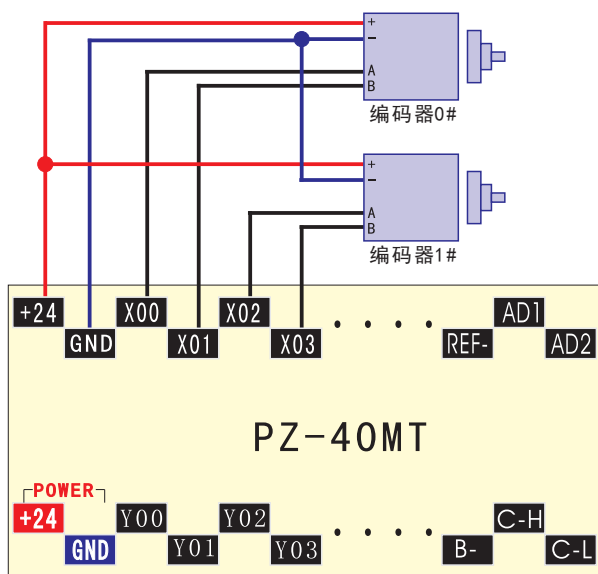 +
−
A
B
编码器0#
+
−
A
B
编码器1#
+24 X00 X02 AD1
GND X01 X03 REF- AD2
PZ-40MT
POWER
+24 Y00 Y02 C-H
GND Y01 Y03 B- C-L